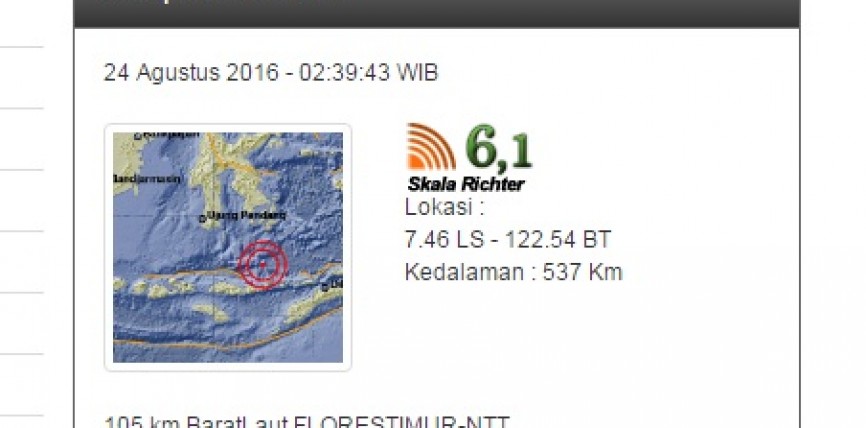 24 Agustus 2016 - 02:39:43 WIB
6,1
Skala Richter
Lokasi :
7.46 LS - 122.54 BT
Kedalaman : 537 Km
Ujung Pandang
105 km BaratLaut FLORESTIMUR-NTT